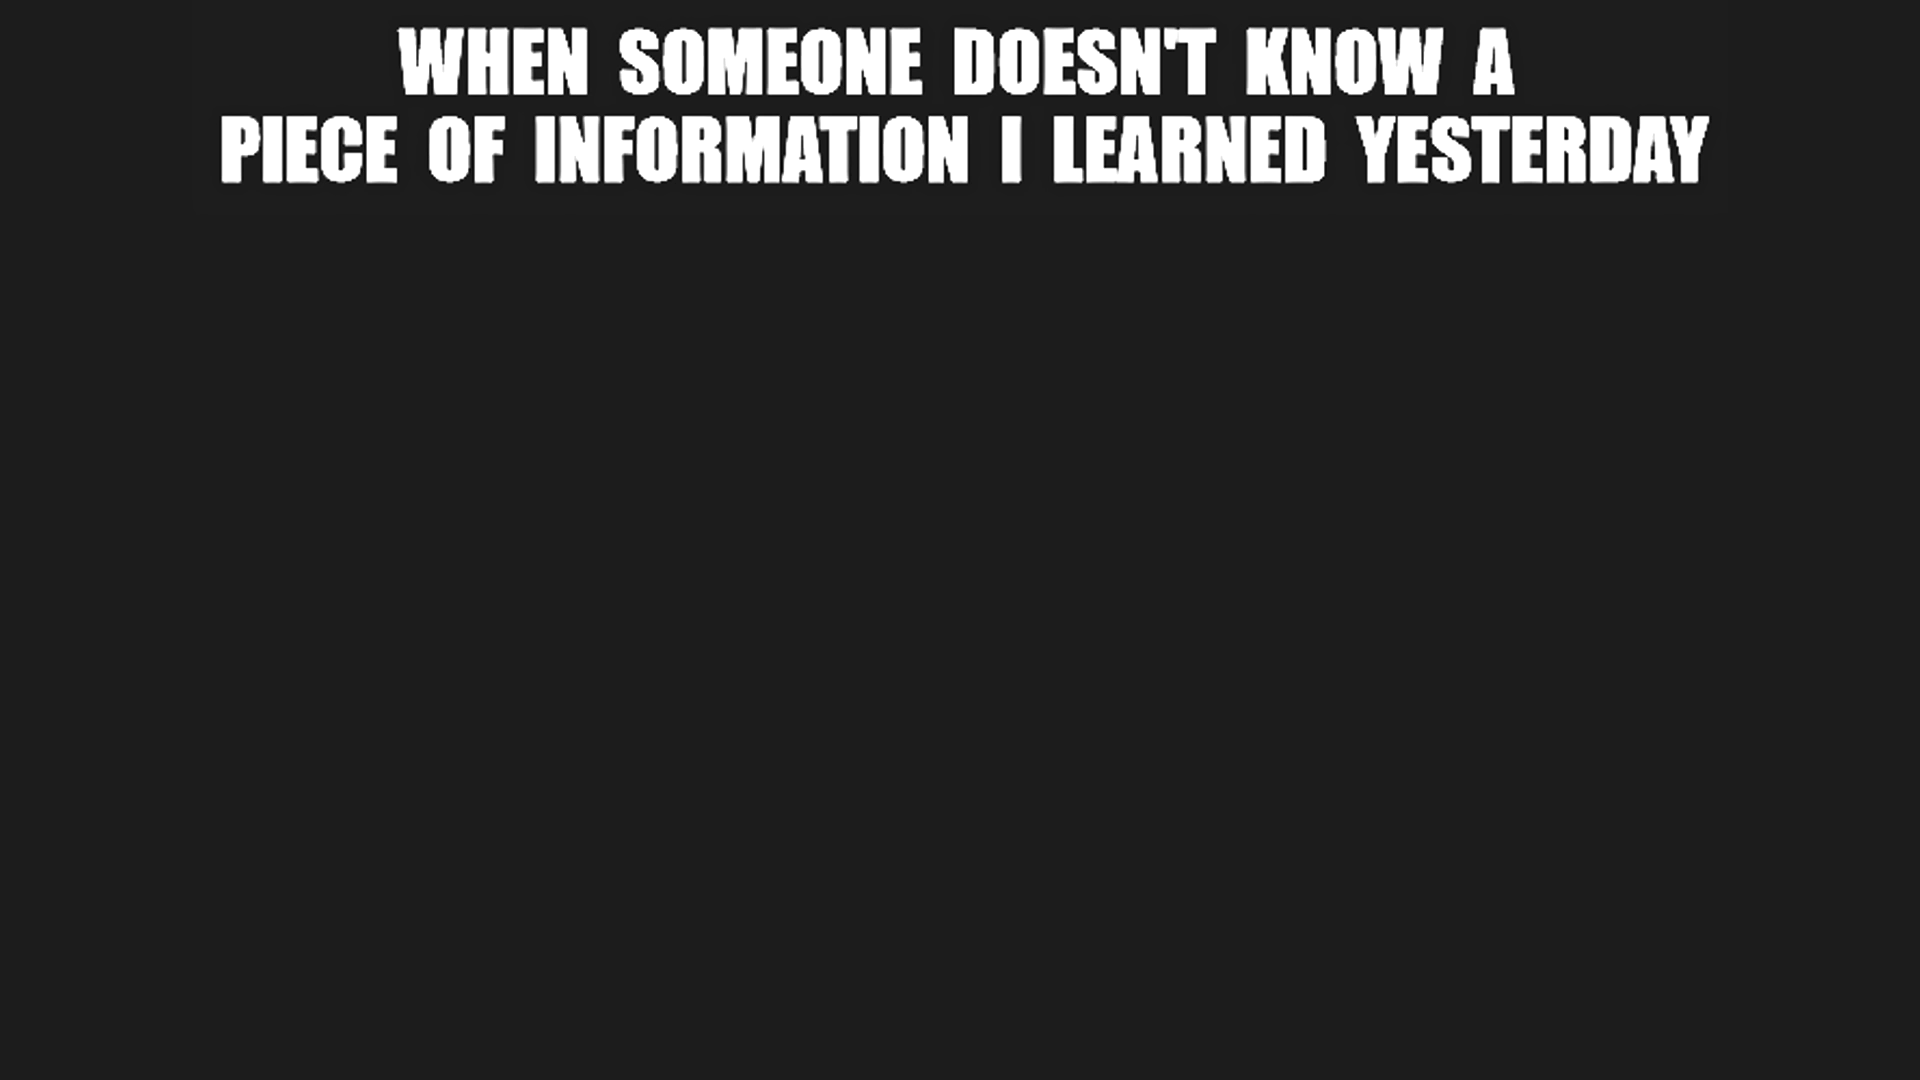 WHEN SOMEONE DOESN'T KNOW A
PIECE OF INFORMATION I LEARNED YESTERDAY